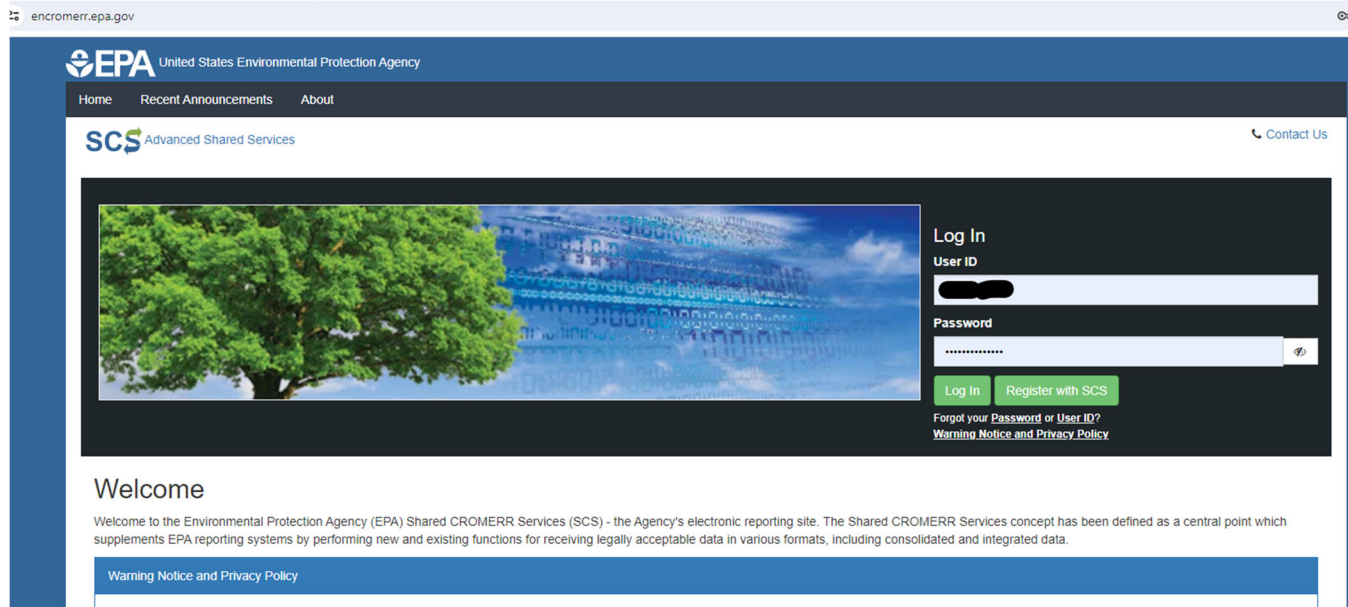 encromerr.epa.gov
EPA United States Environmental Protection Agency
Home Recent Announcements About
SCS Advanced Shared Services
Contact Us
Log In
User ID
Password
••••••••••••••
Log In Register with SCS
Forgot your Password or User ID?
Warning Notice and Privacy Policy
Welcome
Welcome to the Environmental Protection Agency (EPA) Shared CROMERR Services (SCS) - the Agency's electronic reporting site. The Shared CROMERR Services concept has been defined as a central point which
supplements EPA reporting systems by performing new and existing functions for receiving legally acceptable data in various formats, including consolidated and integrated data.
Warning Notice and Privacy Policy